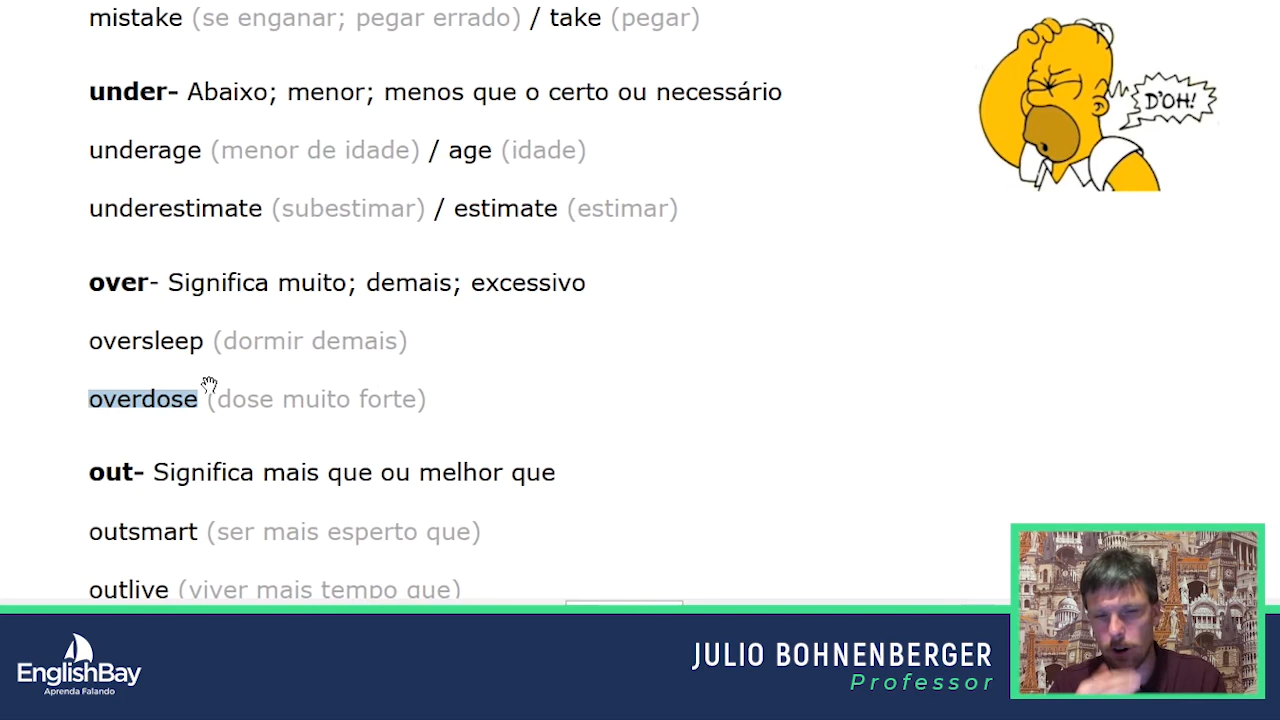 mistake (se enganar; pegar errado) / take (pegar)
under- Abaixo; menor; menos que o certo ou necessário
underage (menor de idade) / age (idade)
underestimate (subestimar) / estimate (estimar)
over- Significa muito; demais; excessivo
oversleep (dormir demais)
overdose (dose muito forte)
out- Significa mais que ou melhor que
outsmart (ser mais esperto que)
outlive (viver mais tempo que)
D'OH!
EnglishBay
Aprenda Falando
JULIO BOHNENBERGER
Professor